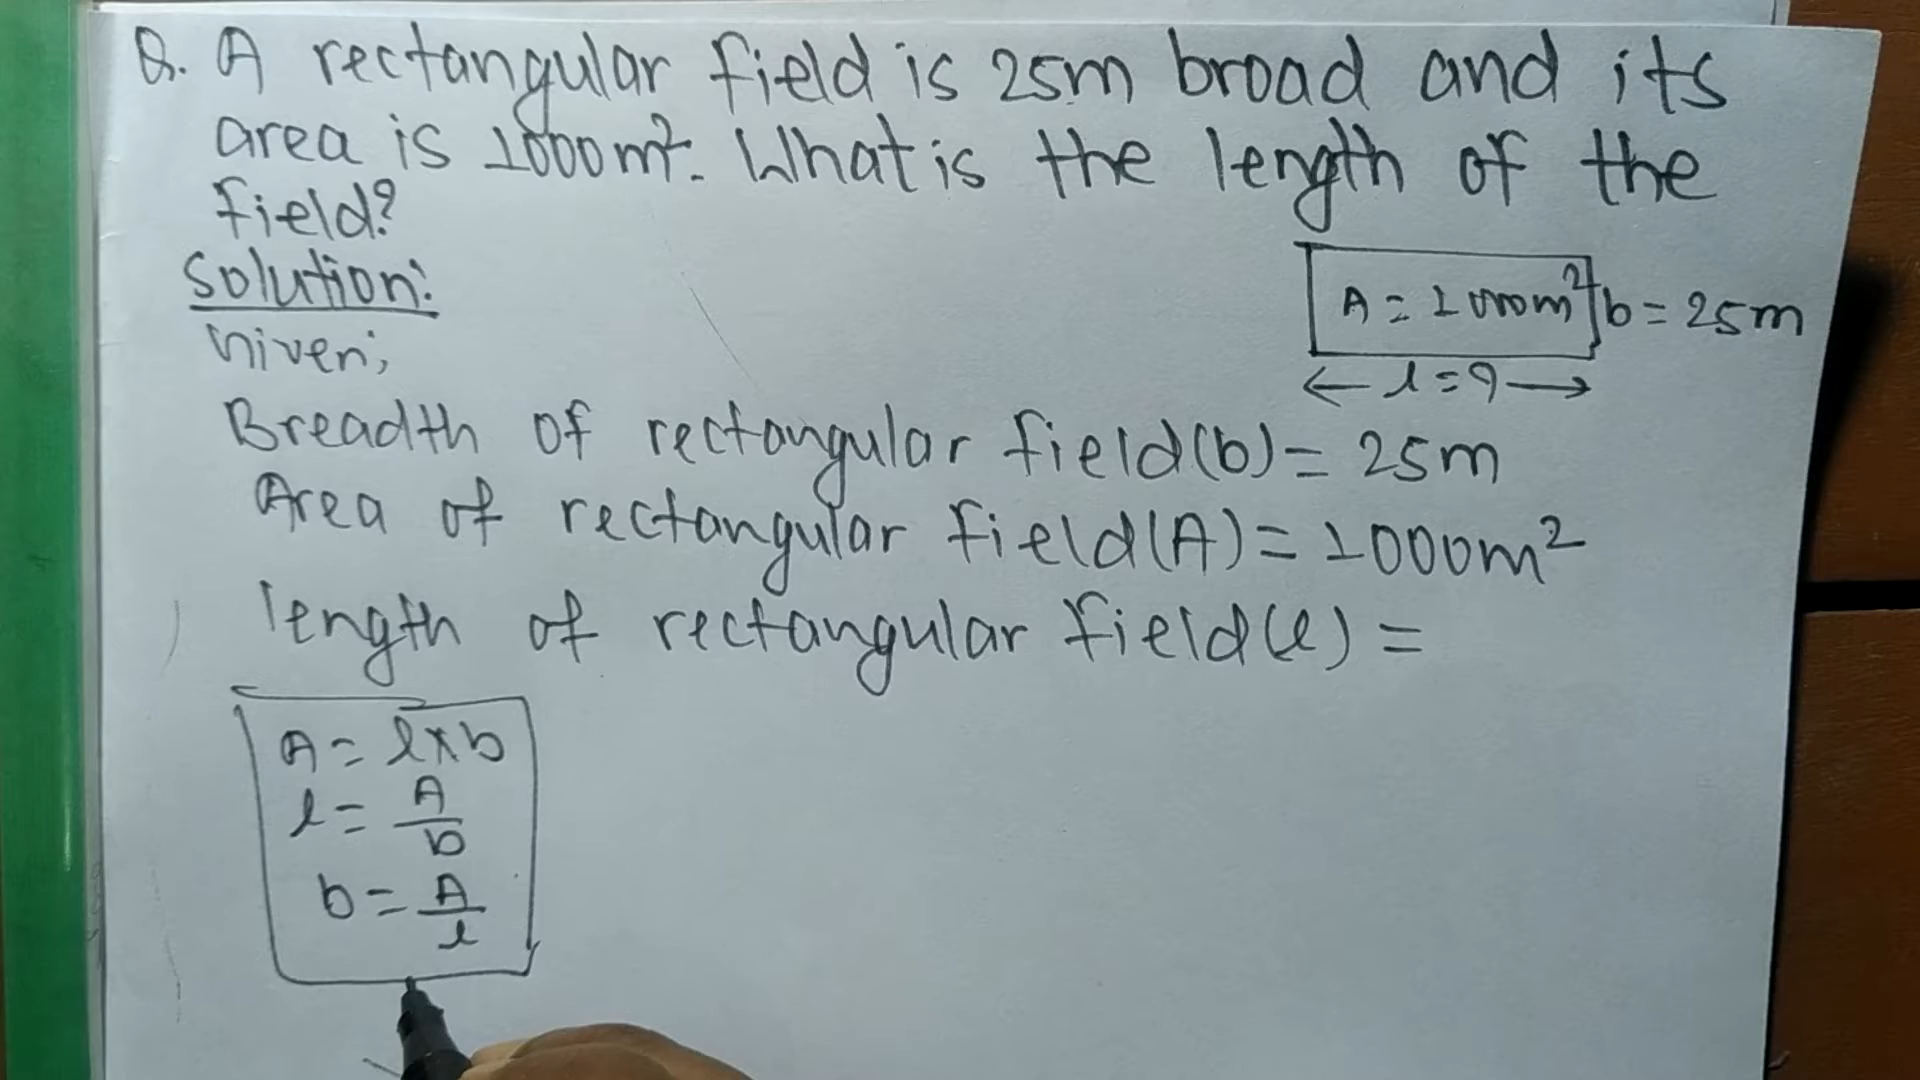 Q. A rectangular field is 25m broad and its
area is 1000m². What is the length of the
field?
Solution:
Given;
A = 1000m² b = 25m
l = ?
Breadth of rectangular field(b) = 25m
Area of rectangular field(A) = 1000m²
length of rectangular field(l) =
A = l×b
l = A/b
b = A/l